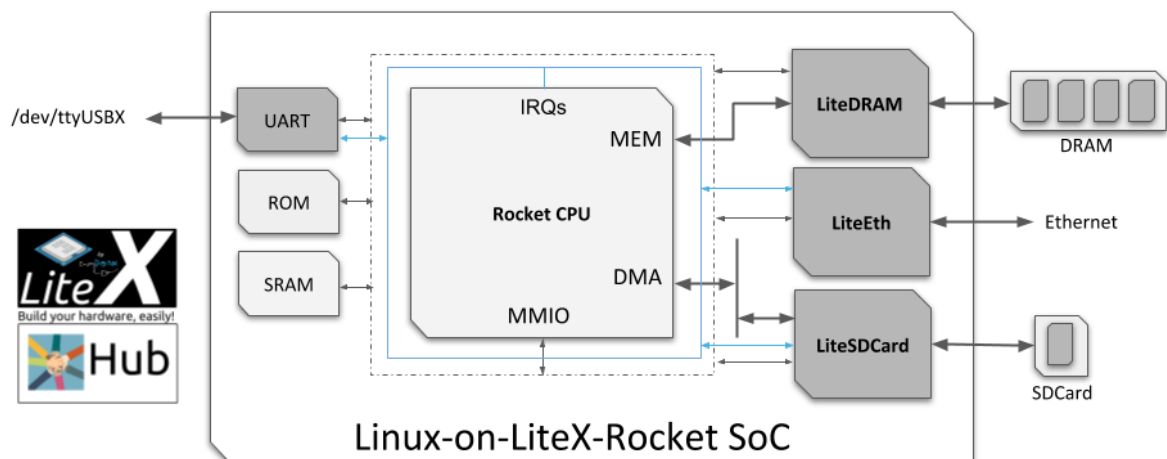 /dev/ttyUSBX
UART
ROM
SRAM
IRQs
MEM
Rocket CPU
DMA
MMIO
LiteDRAM
LiteEth
LiteSDCard
DRAM
Ethernet
SDCard
LiteX
Build your hardware, easily!
Hub
Linux-on-LiteX-Rocket SoC